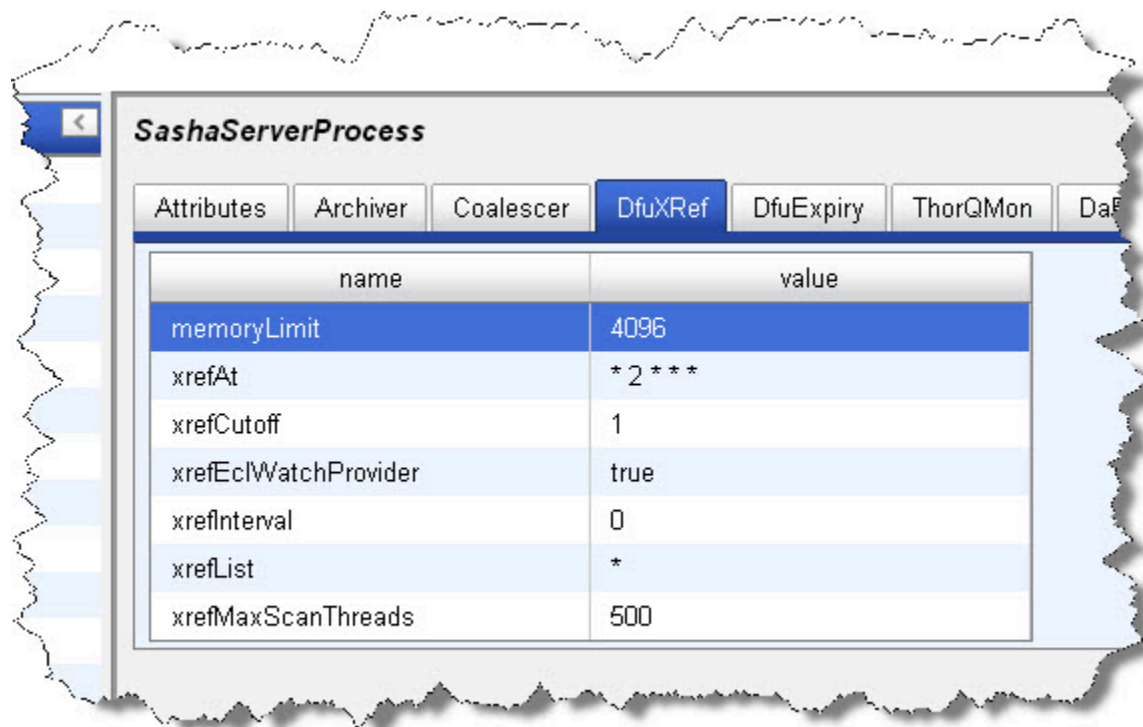 <
SashaServerProcess
Attributes Archiver Coalescer DfuXRef DfuExpiry ThorQMon
name value
memoryLimit 4096
xrefAt * 2 * * *
xrefCutoff 1
xrefEclWatchProvider true
xrefInterval 0
xrefList *
xrefMaxScanThreads 500